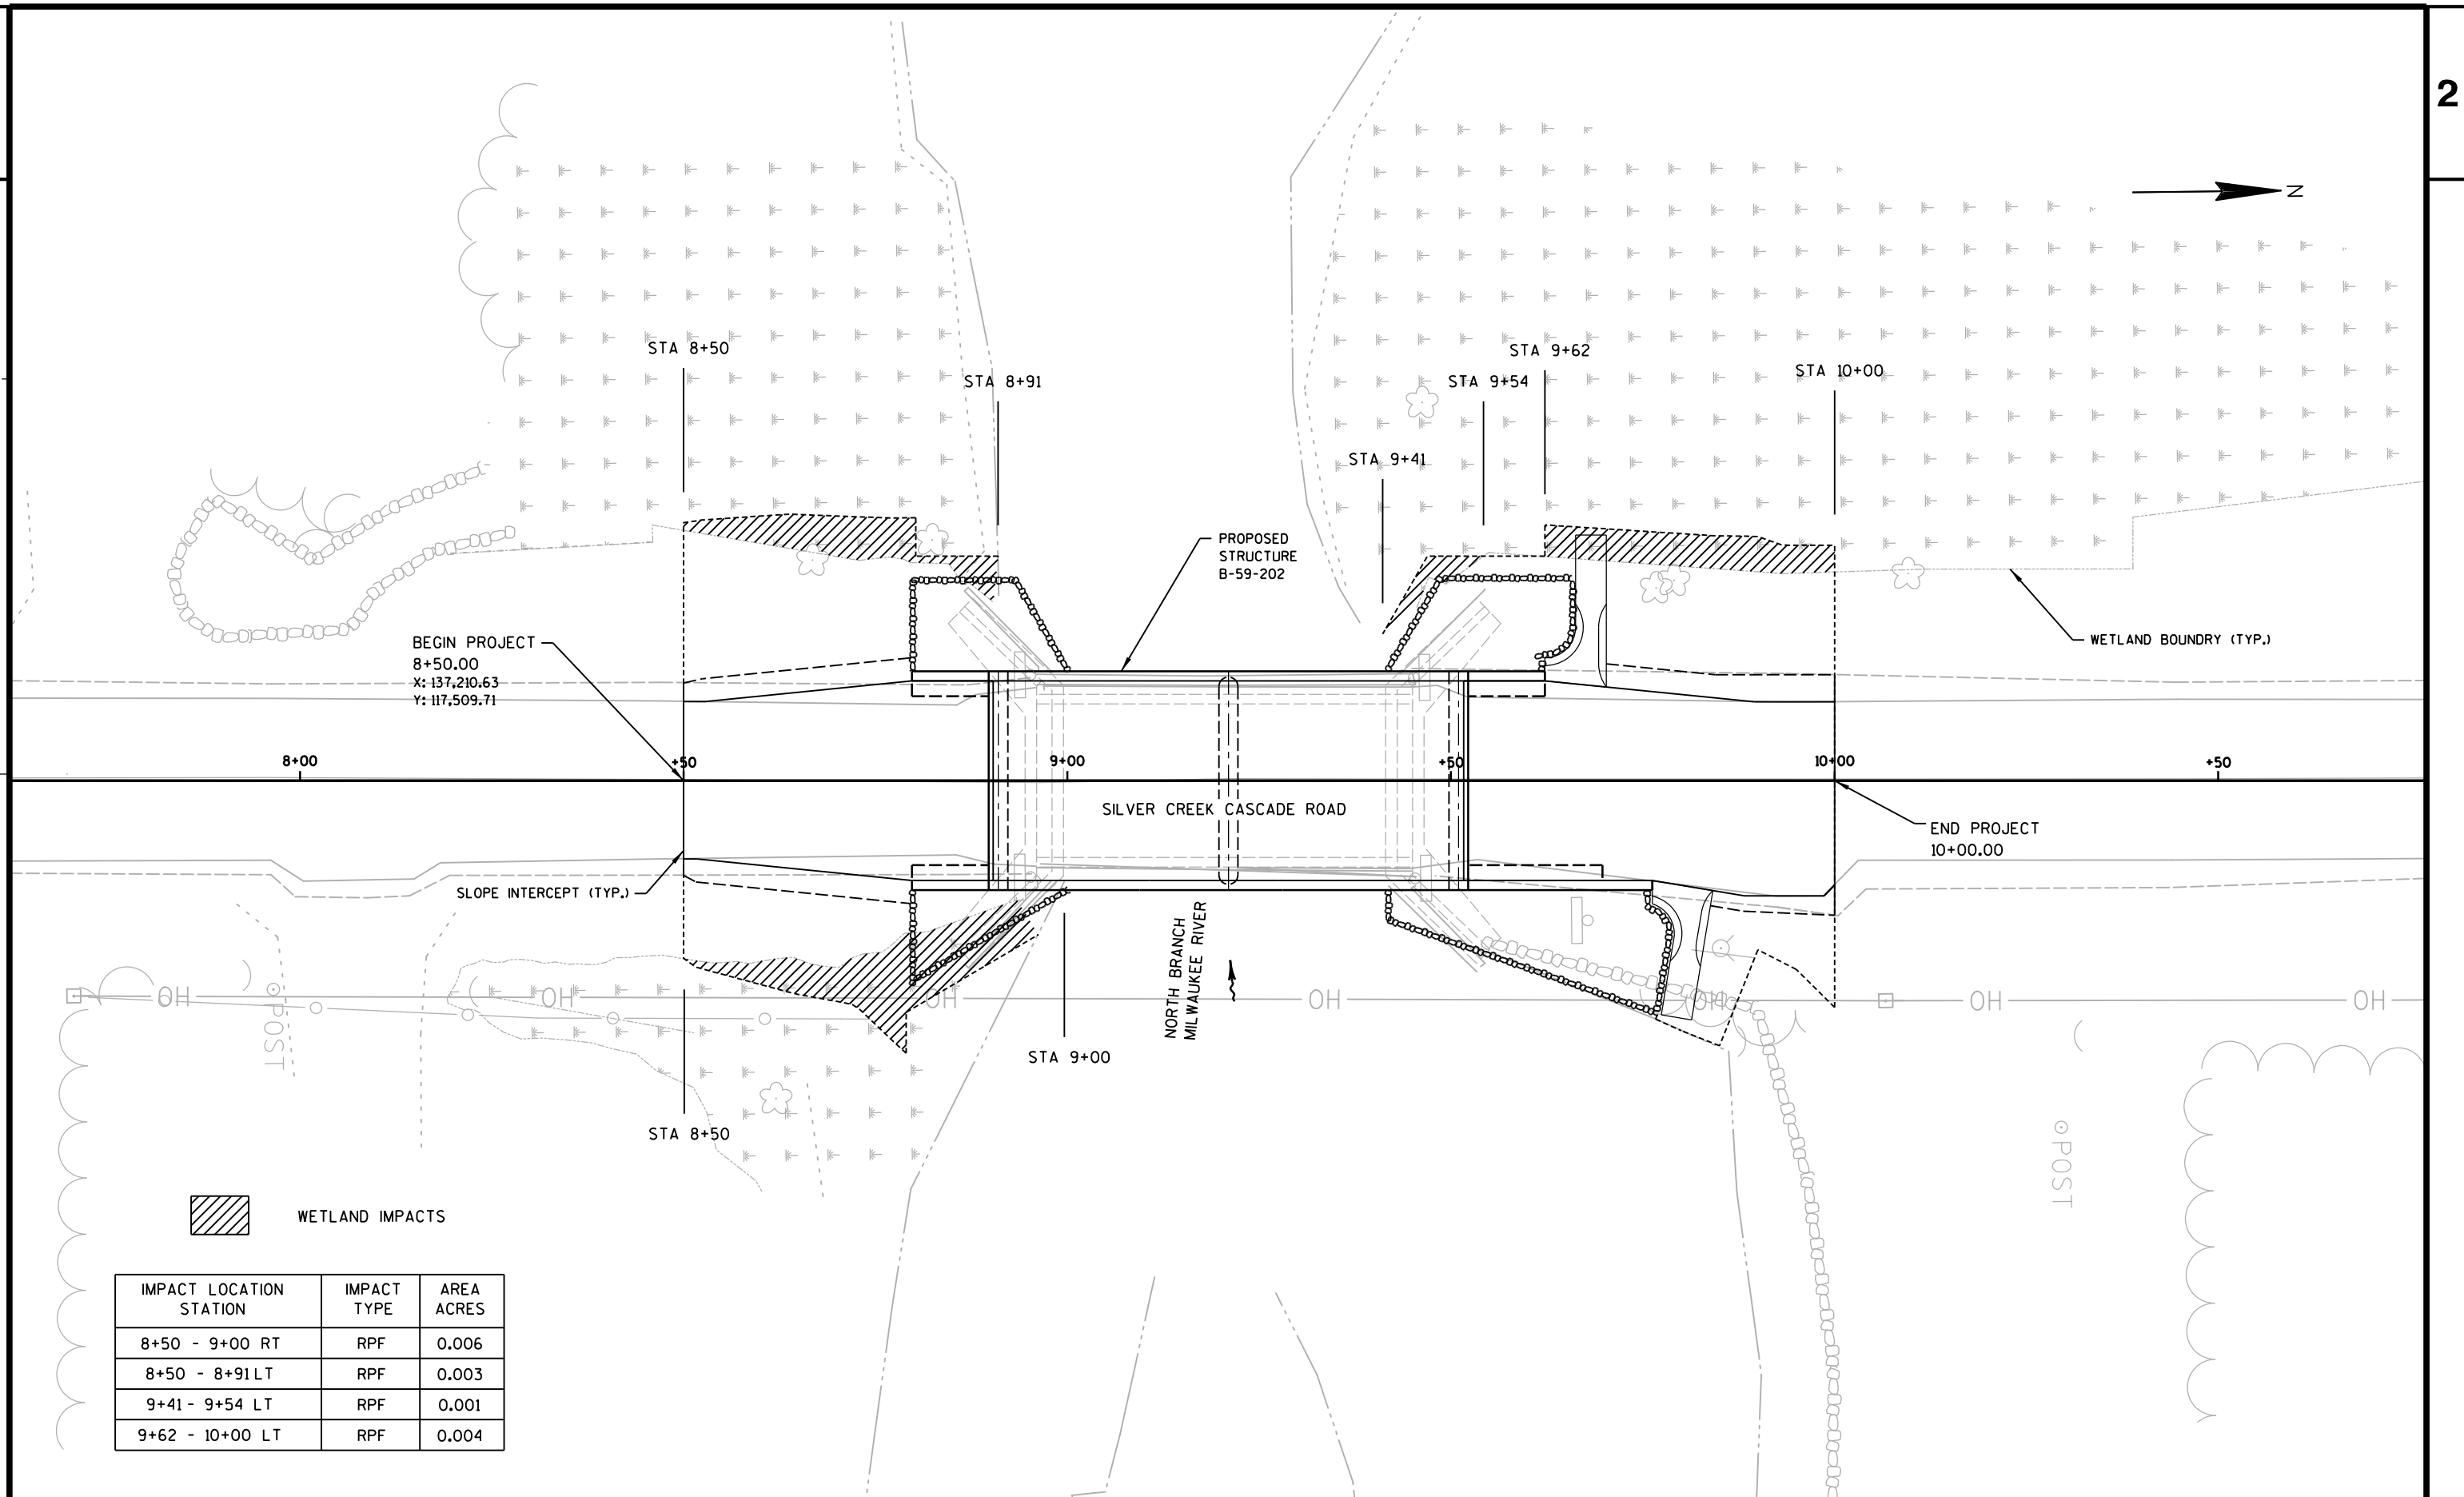 2
N
STA 8+50
STA 8+91
STA 9+41
STA 9+54
STA 9+62
STA 10+00
PROPOSED
STRUCTURE
B-59-202
WETLAND BOUNDRY (TYP.)
BEGIN PROJECT
8+50.00
X: 137,210.63
Y: 117,509.71
8+00
+50
9+00
+50
10+00
+50
SILVER CREEK CASCADE ROAD
END PROJECT
10+00.00
SLOPE INTERCEPT (TYP.)
NORTH BRANCH
MILWAUKEE RIVER
OH
OH
OH
OH
OH
OH
OH
POST
POST
STA 9+00
STA 8+50
WETLAND IMPACTS
IMPACT LOCATION STATION IMPACT TYPE AREA ACRES
8+50 - 9+00 RT RPF 0.006
8+50 - 8+91 LT RPF 0.003
9+41 - 9+54 LT RPF 0.001
9+62 - 10+00 LT RPF 0.004